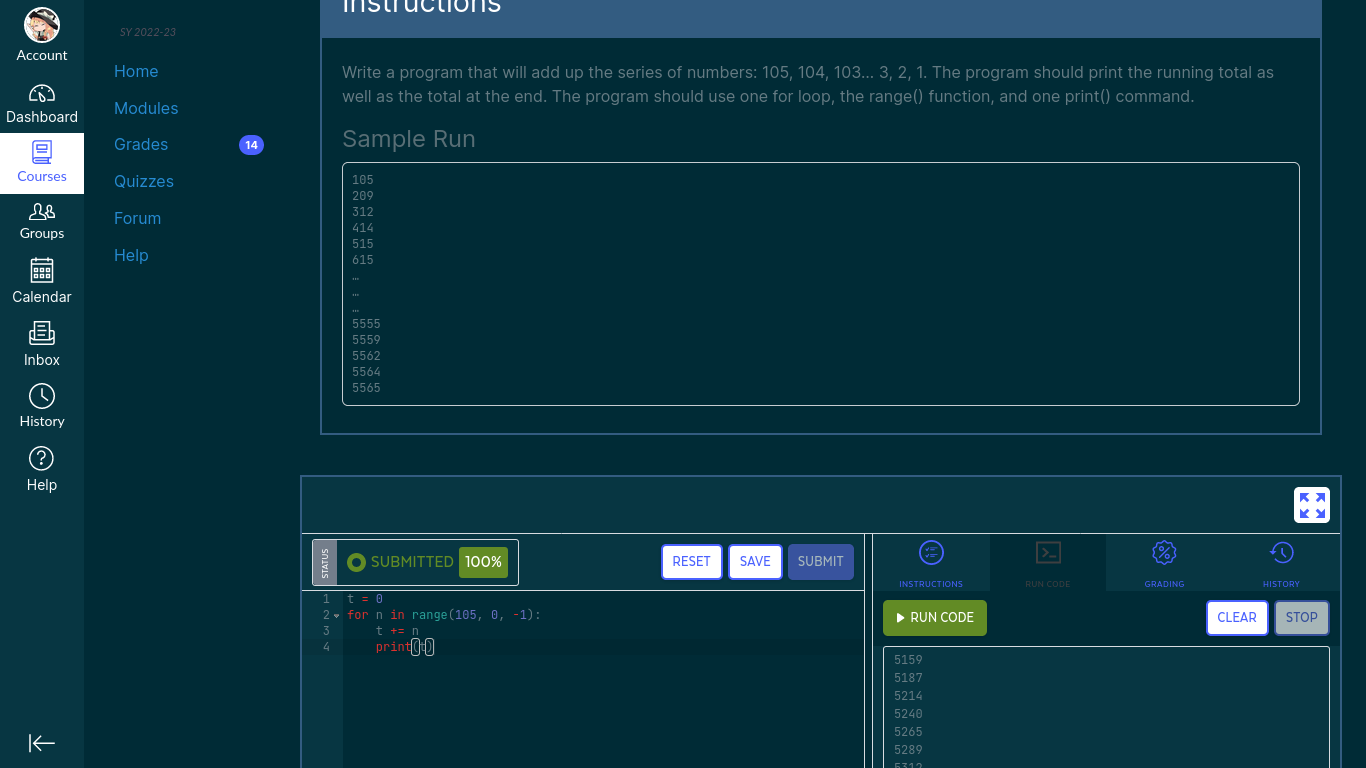 Account
Dashboard
Courses
Groups
Calendar
Inbox
History
Help
SY 2022-23
Home
Modules
Grades 14
Quizzes
Forum
Help
Instructions
Write a program that will add up the series of numbers: 105, 104, 103... 3, 2, 1. The program should print the running total as
well as the total at the end. The program should use one for loop, the range() function, and one print() command.
Sample Run
105
209
312
414
515
615
…
…
…
5555
5559
5562
5564
5565
STATUS
SUBMITTED 100%
RESET
SAVE
SUBMIT
1 t = 0
2 for n in range(105, 0, -1):
3     t += n
4     print(t)
INSTRUCTIONS
RUN CODE
GRADING
HISTORY
RUN CODE
CLEAR
STOP
5159
5187
5214
5240
5265
5289
5312